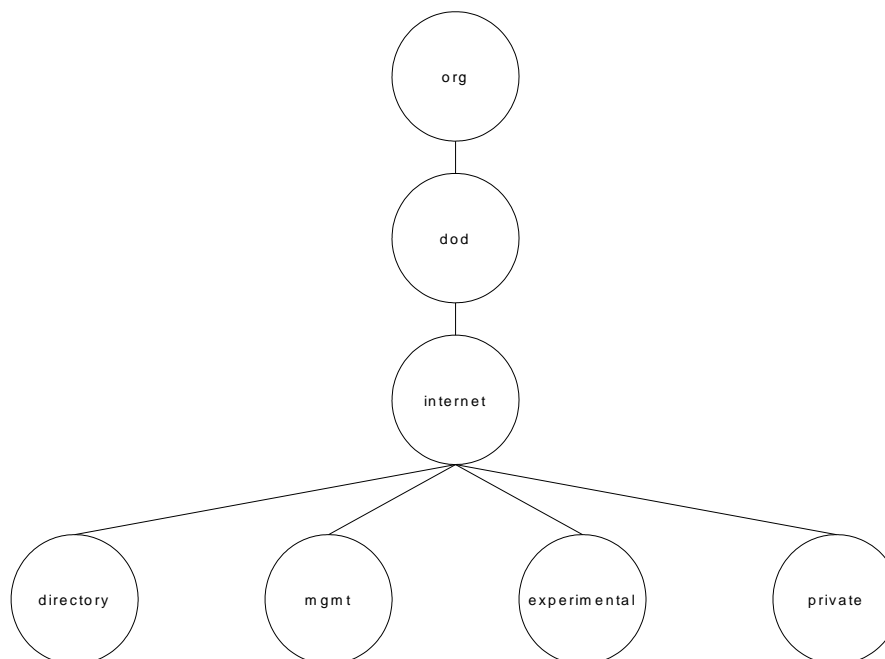 org
dod
internet
directory
mgmt
experimental
private